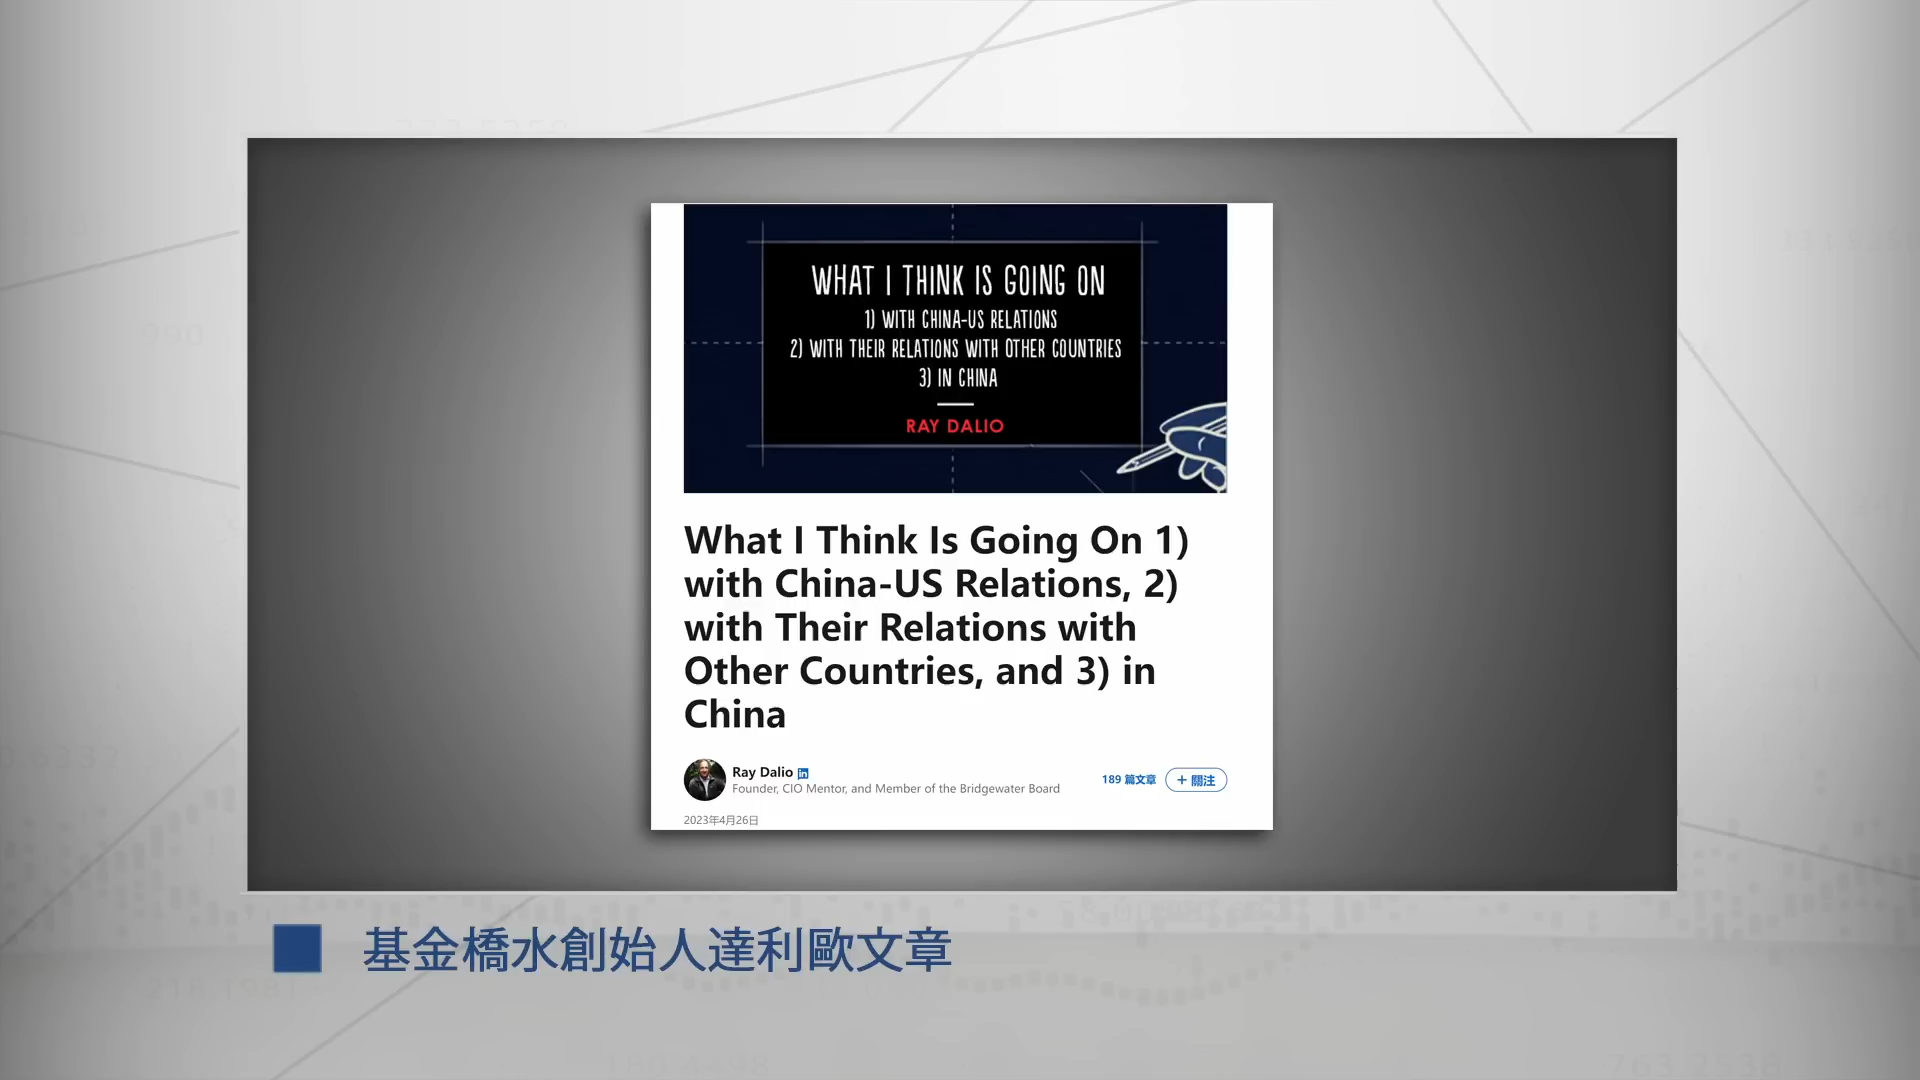 WHAT I THINK IS GOING ON
1) WITH CHINA-US RELATIONS
2) WITH THEIR RELATIONS WITH OTHER COUNTRIES
3) IN CHINA
RAY DALIO
What I Think Is Going On 1)
with China-US Relations, 2)
with Their Relations with
Other Countries, and 3) in
China
Ray Dalio in
Founder, CIO Mentor, and Member of the Bridgewater Board
189 篇文章
+ 關注
2023年4月26日
基金橋水創始人達利歐文章